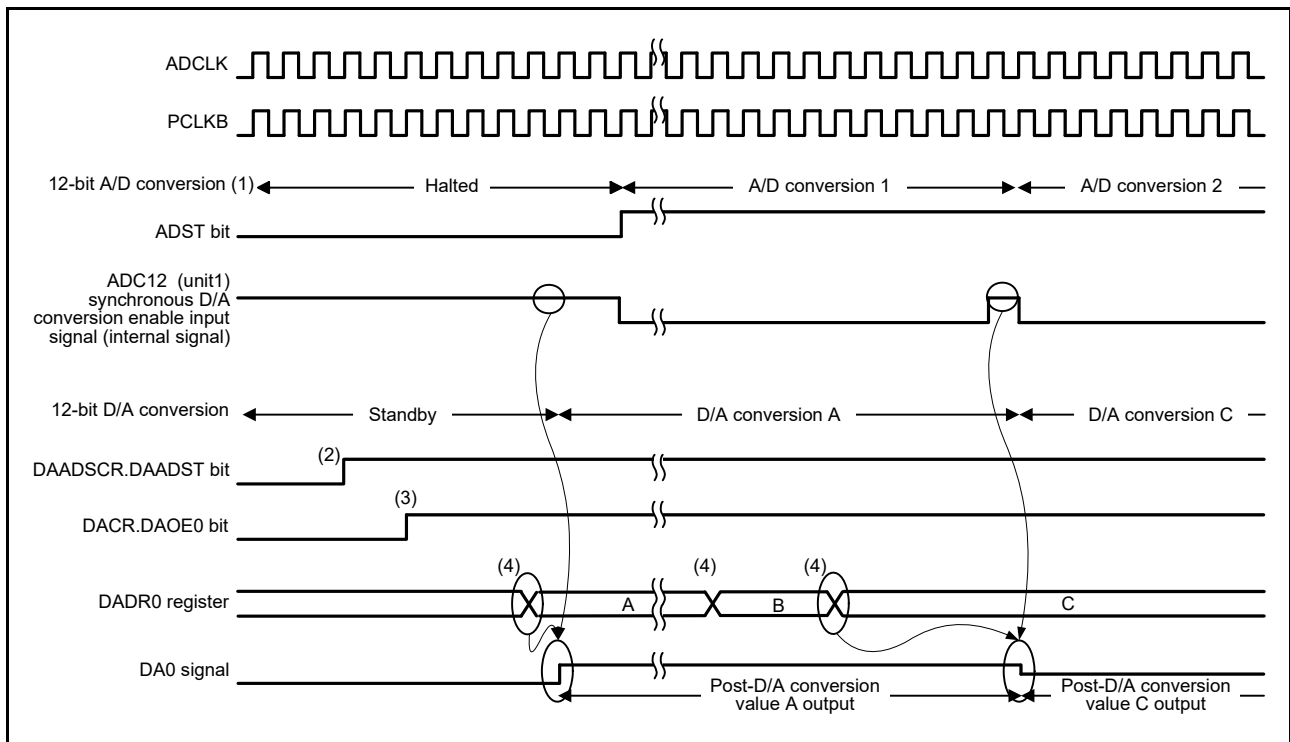 ADCLK
PCLKB
12-bit A/D conversion (1)
Halted
A/D conversion 1
A/D conversion 2
ADST bit
ADC12 (unit1)
synchronous D/A
conversion enable input
signal (internal signal)
12-bit D/A conversion
Standby
D/A conversion A
D/A conversion C
DAADSCR.DAADST bit
(2)
DACR.DAOE0 bit
(3)
(4)
(4)
(4)
DADR0 register
A
B
C
DA0 signal
Post-D/A conversion
value A output
Post-D/A conversion
value C output